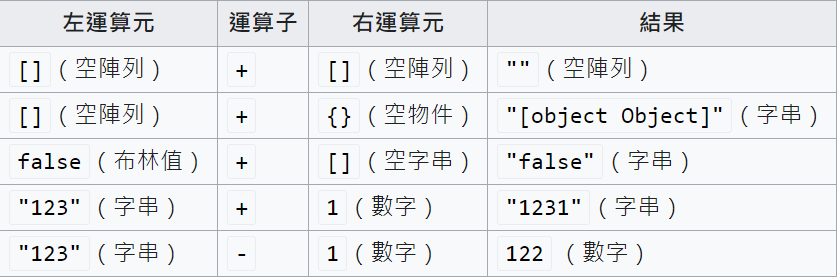 左運算元 運算子 右運算元 結果
[] (空陣列) + [] (空陣列) "" (空陣列)
[] (空陣列) + {} (空物件) "[object Object]" (字串)
false (布林值) + [] (空字串) "false" (字串)
"123" (字串) + 1 (數字) "1231" (字串)
"123" (字串) - 1 (數字) 122 (數字)